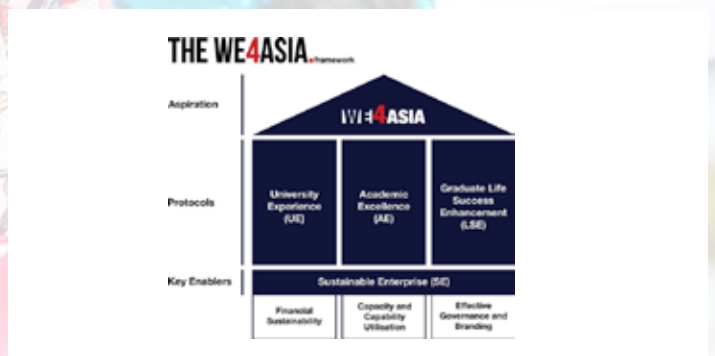 THE WE4ASIA.framework
Aspiration
WE4ASIA
Protocols
University
Experience
(UE)
Academic
Excellence
(AE)
Graduate Life
Success
Enhancement
(LSE)
Key Enablers
Sustainable Enterprise (SE)
Financial
Sustainability
Capacity and
Capability
Utilisation
Effective
Governance and
Branding